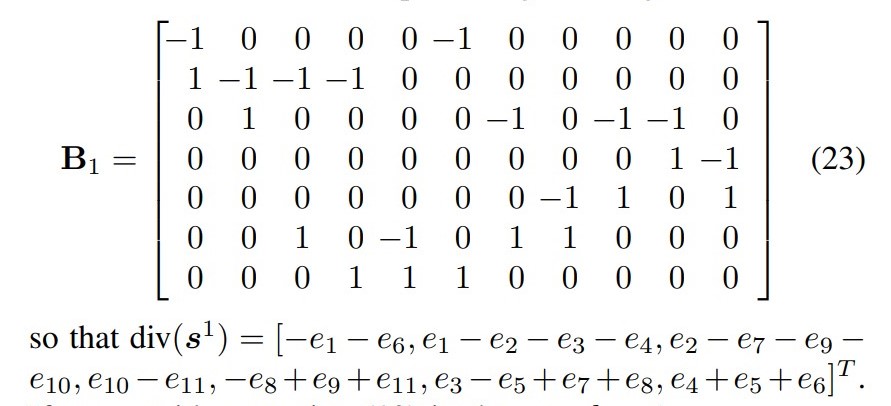 B₁ = [ −1 0 0 0 0 −1 0 0 0 0 0
1 −1 −1 −1 0 0 0 0 0 0 0
0 1 0 0 0 0 −1 0 −1 −1 0
0 0 0 0 0 0 0 0 0 1 −1
0 0 0 0 0 0 0 −1 1 0 1
0 0 1 0 −1 0 1 1 0 0 0
0 0 0 1 1 1 0 0 0 0 0 ] (23)
so that div(s¹) = [−e₁ − e₆, e₁ − e₂ − e₃ − e₄, e₂ − e₇ − e₉ −
e₁₀, e₁₀ − e₁₁, −e₈ + e₉ + e₁₁, e₃ − e₅ + e₇ + e₈, e₄ + e₅ + e₆]ᵀ.